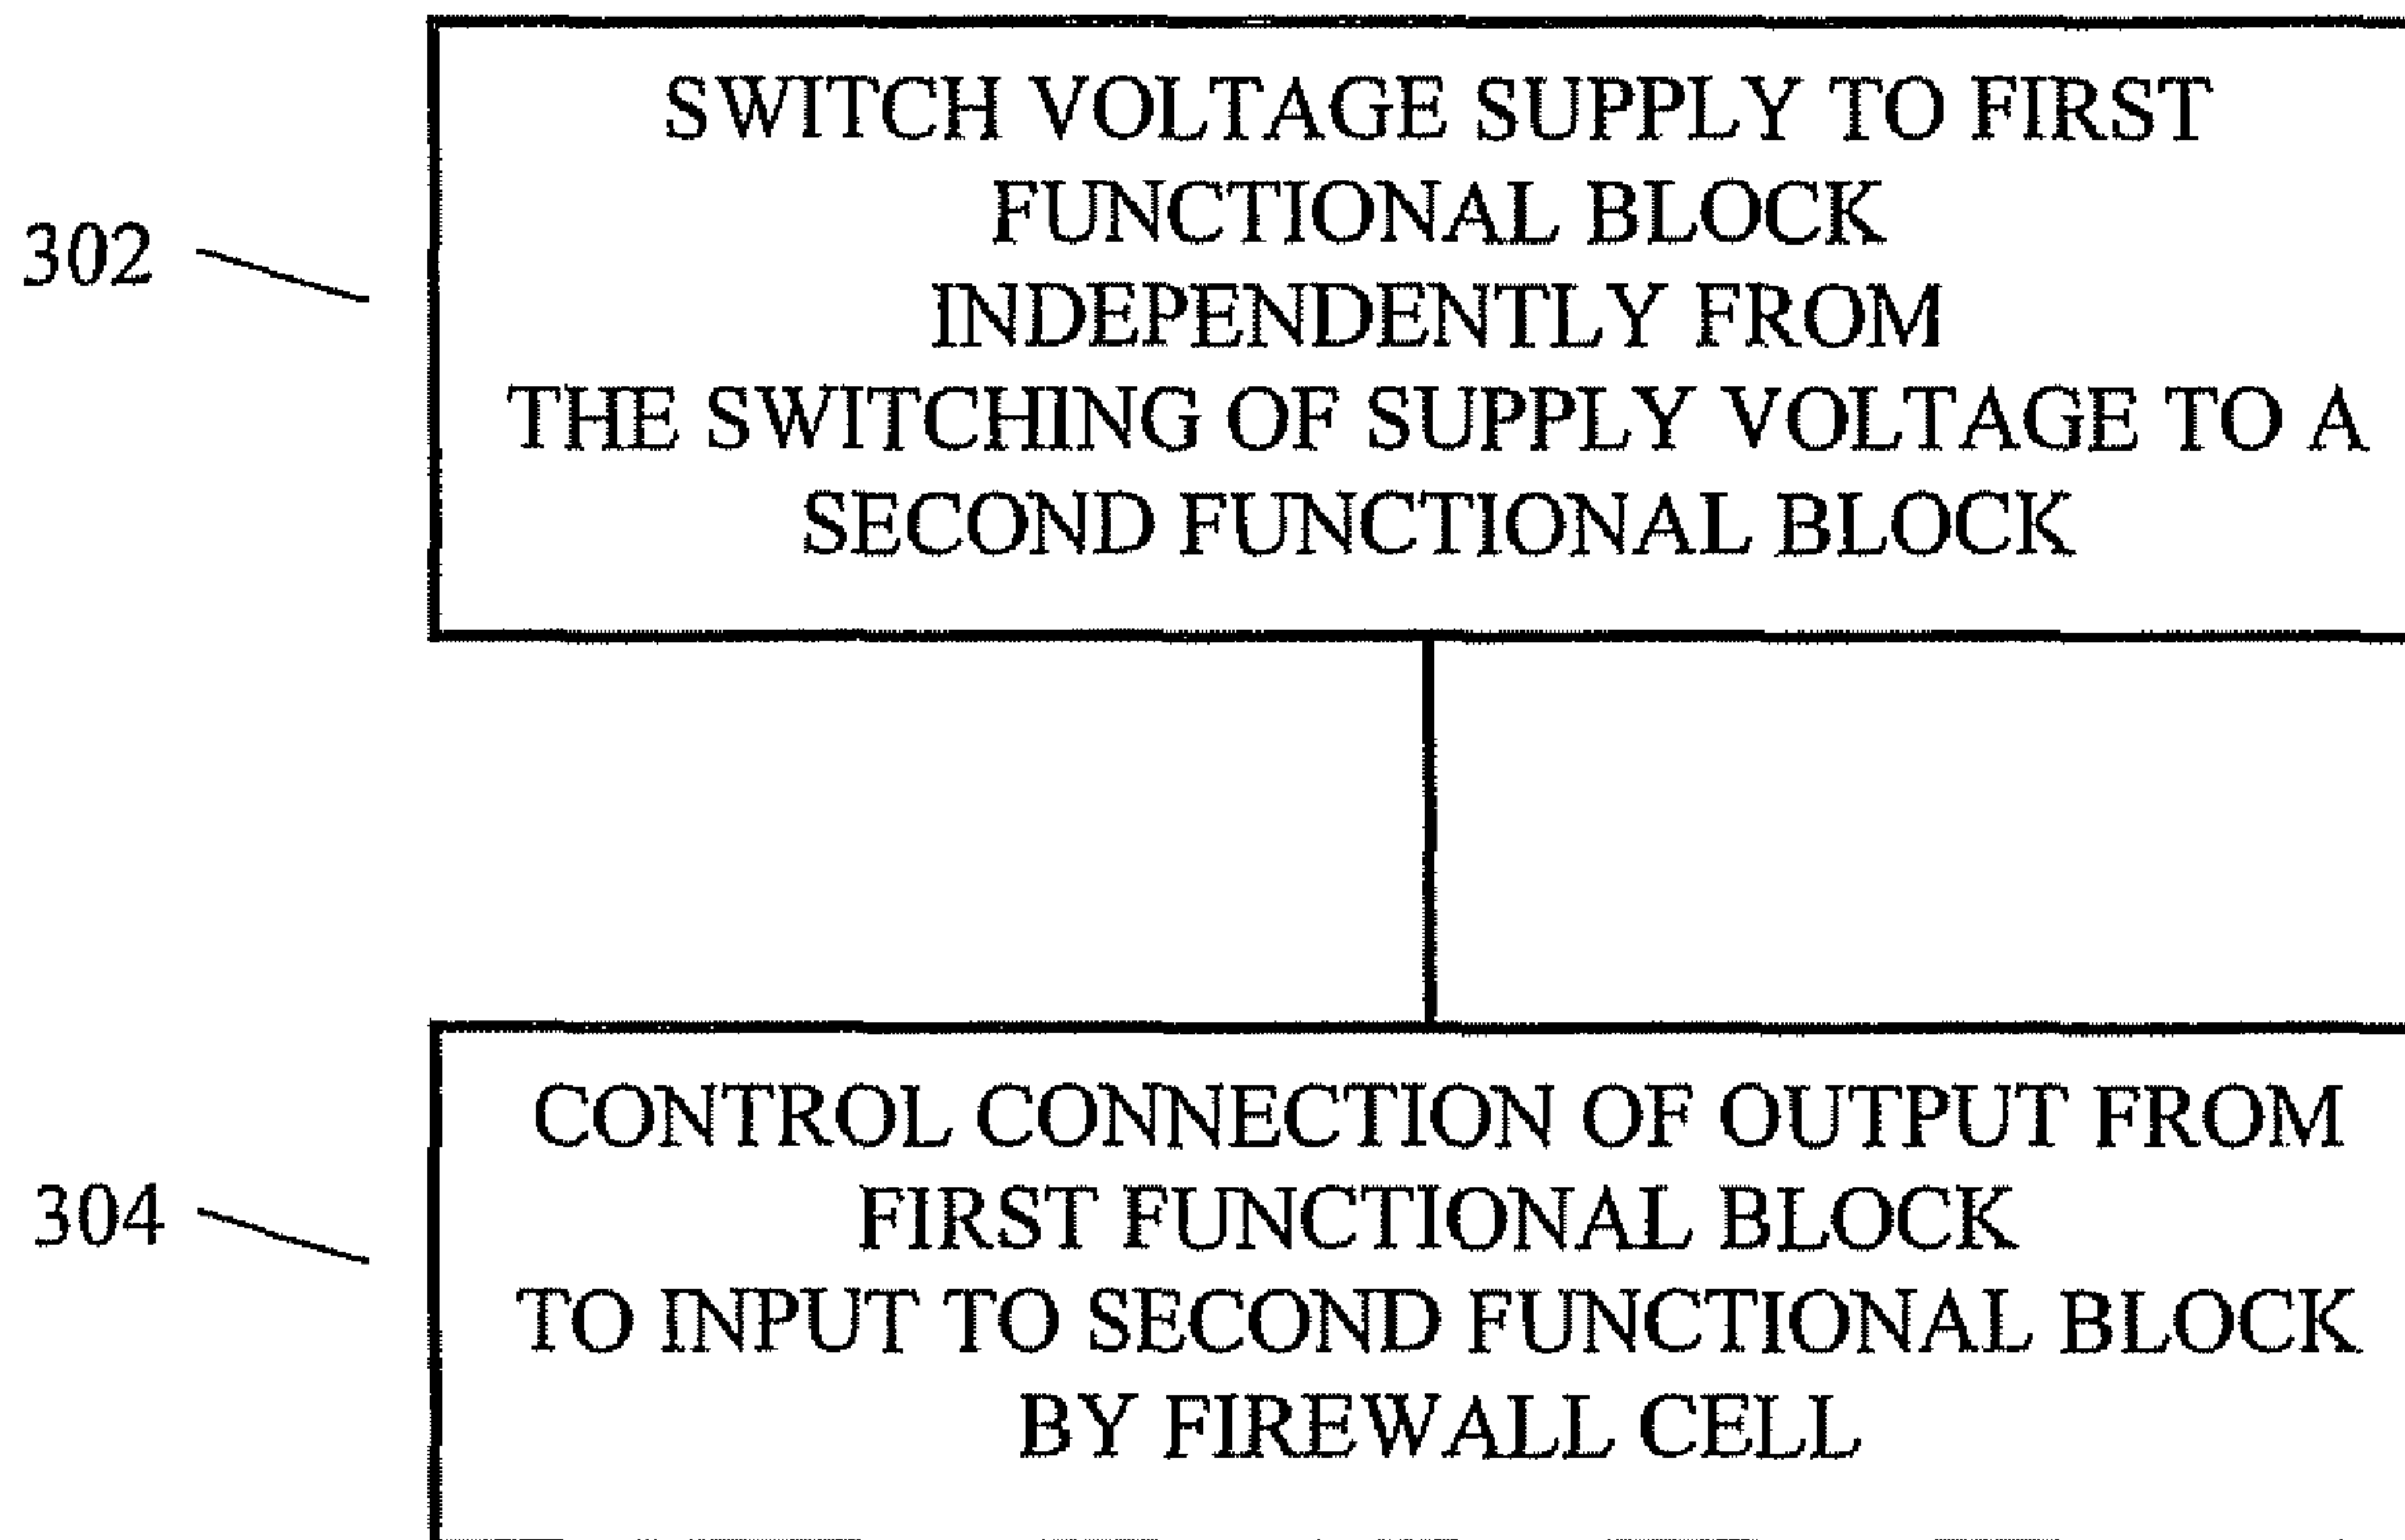 302
SWITCH VOLTAGE SUPPLY TO FIRST
FUNCTIONAL BLOCK
INDEPENDENTLY FROM
THE SWITCHING OF SUPPLY VOLTAGE TO A
SECOND FUNCTIONAL BLOCK
304
CONTROL CONNECTION OF OUTPUT FROM
FIRST FUNCTIONAL BLOCK
TO INPUT TO SECOND FUNCTIONAL BLOCK
BY FIREWALL CELL